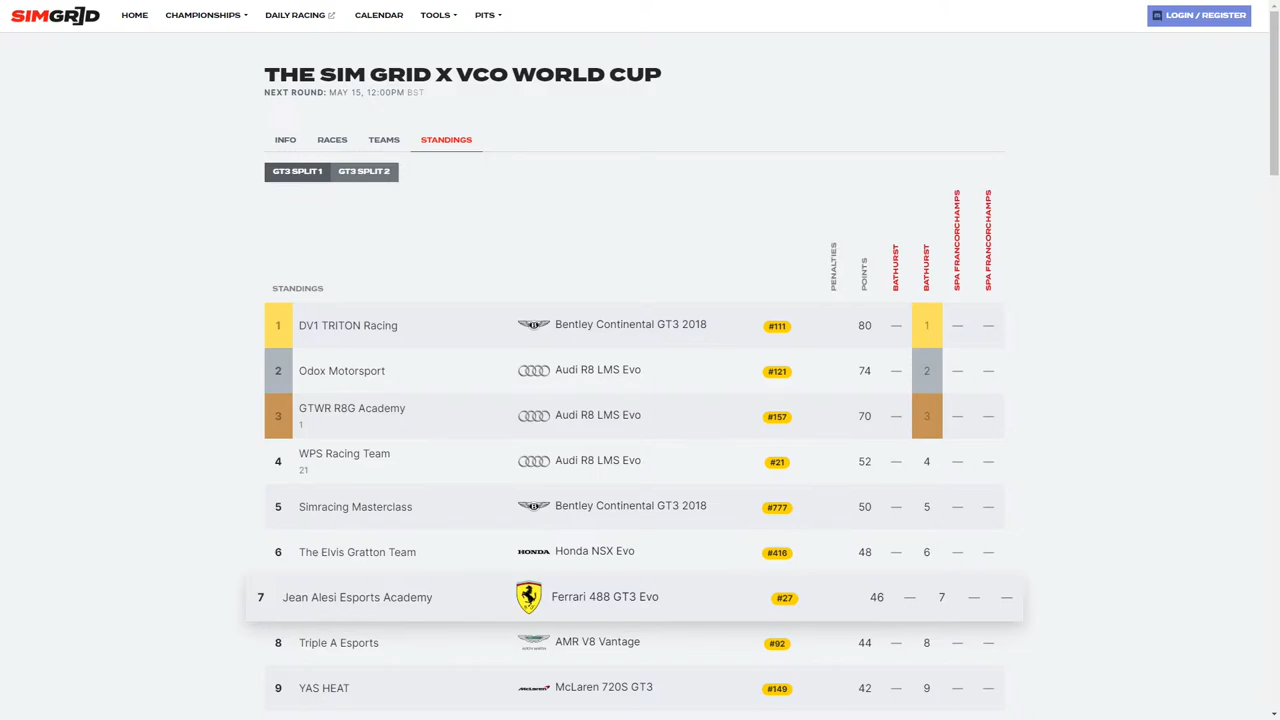 SIMGRID HOME CHAMPIONSHIPS DAILY RACING CALENDAR TOOLS PITS LOGIN / REGISTER
THE SIM GRID X VCO WORLD CUP
NEXT ROUND: MAY 15, 12:00PM BST
INFO RACES TEAMS STANDINGS
GT3 SPLIT 1 GT3 SPLIT 2
STANDINGS PENALTIES POINTS BATHURST BATHURST SPA FRANCORCHAMPS SPA FRANCORCHAMPS
1 DV1 TRITON Racing Bentley Continental GT3 2018 #111 80 — 1 — —
2 Odox Motorsport Audi R8 LMS Evo #121 74 — 2 — —
3 GTWR R8G Academy Audi R8 LMS Evo #157 70 — 3 — —
1
4 WPS Racing Team Audi R8 LMS Evo #21 52 — 4 — —
21
5 Simracing Masterclass Bentley Continental GT3 2018 #777 50 — 5 — —
6 The Elvis Gratton Team HONDA Honda NSX Evo #416 48 — 6 — —
7 Jean Alesi Esports Academy Ferrari 488 GT3 Evo #27 46 — 7 — —
8 Triple A Esports ASTON MARTIN AMR V8 Vantage #92 44 — 8 — —
9 YAS HEAT McLaren McLaren 720S GT3 #149 42 — 9 — —